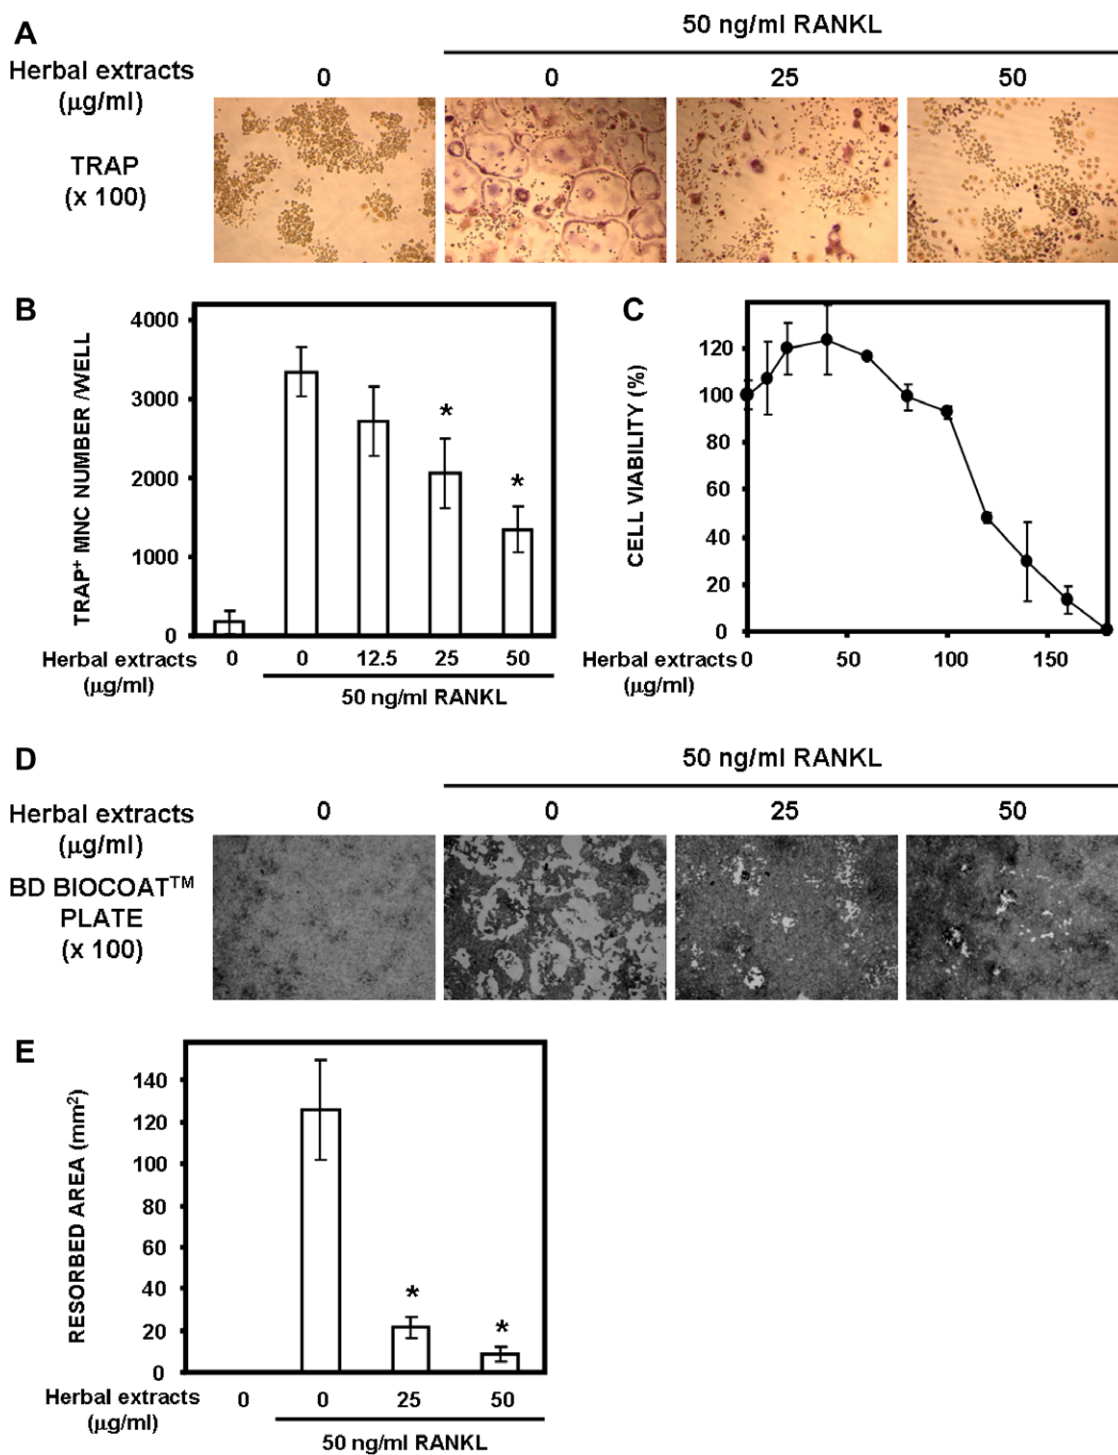 A
50 ng/ml RANKL
Herbal extracts
(μg/ml)
0 0 25 50
TRAP
(x 100)
B
TRAP⁺ MNC NUMBER /WELL
4000
3000
2000
1000
0
* *
Herbal extracts
(μg/ml)
0 0 12.5 25 50
50 ng/ml RANKL
C
CELL VIABILITY (%)
120
100
80
60
40
20
0
Herbal extracts
(μg/ml)
0 50 100 150
D
50 ng/ml RANKL
Herbal extracts
(μg/ml)
0 0 25 50
BD BIOCOAT™
PLATE
(x 100)
E
RESORBED AREA (mm²)
140
120
100
80
60
40
20
0
* *
Herbal extracts
(μg/ml)
0 0 25 50
50 ng/ml RANKL